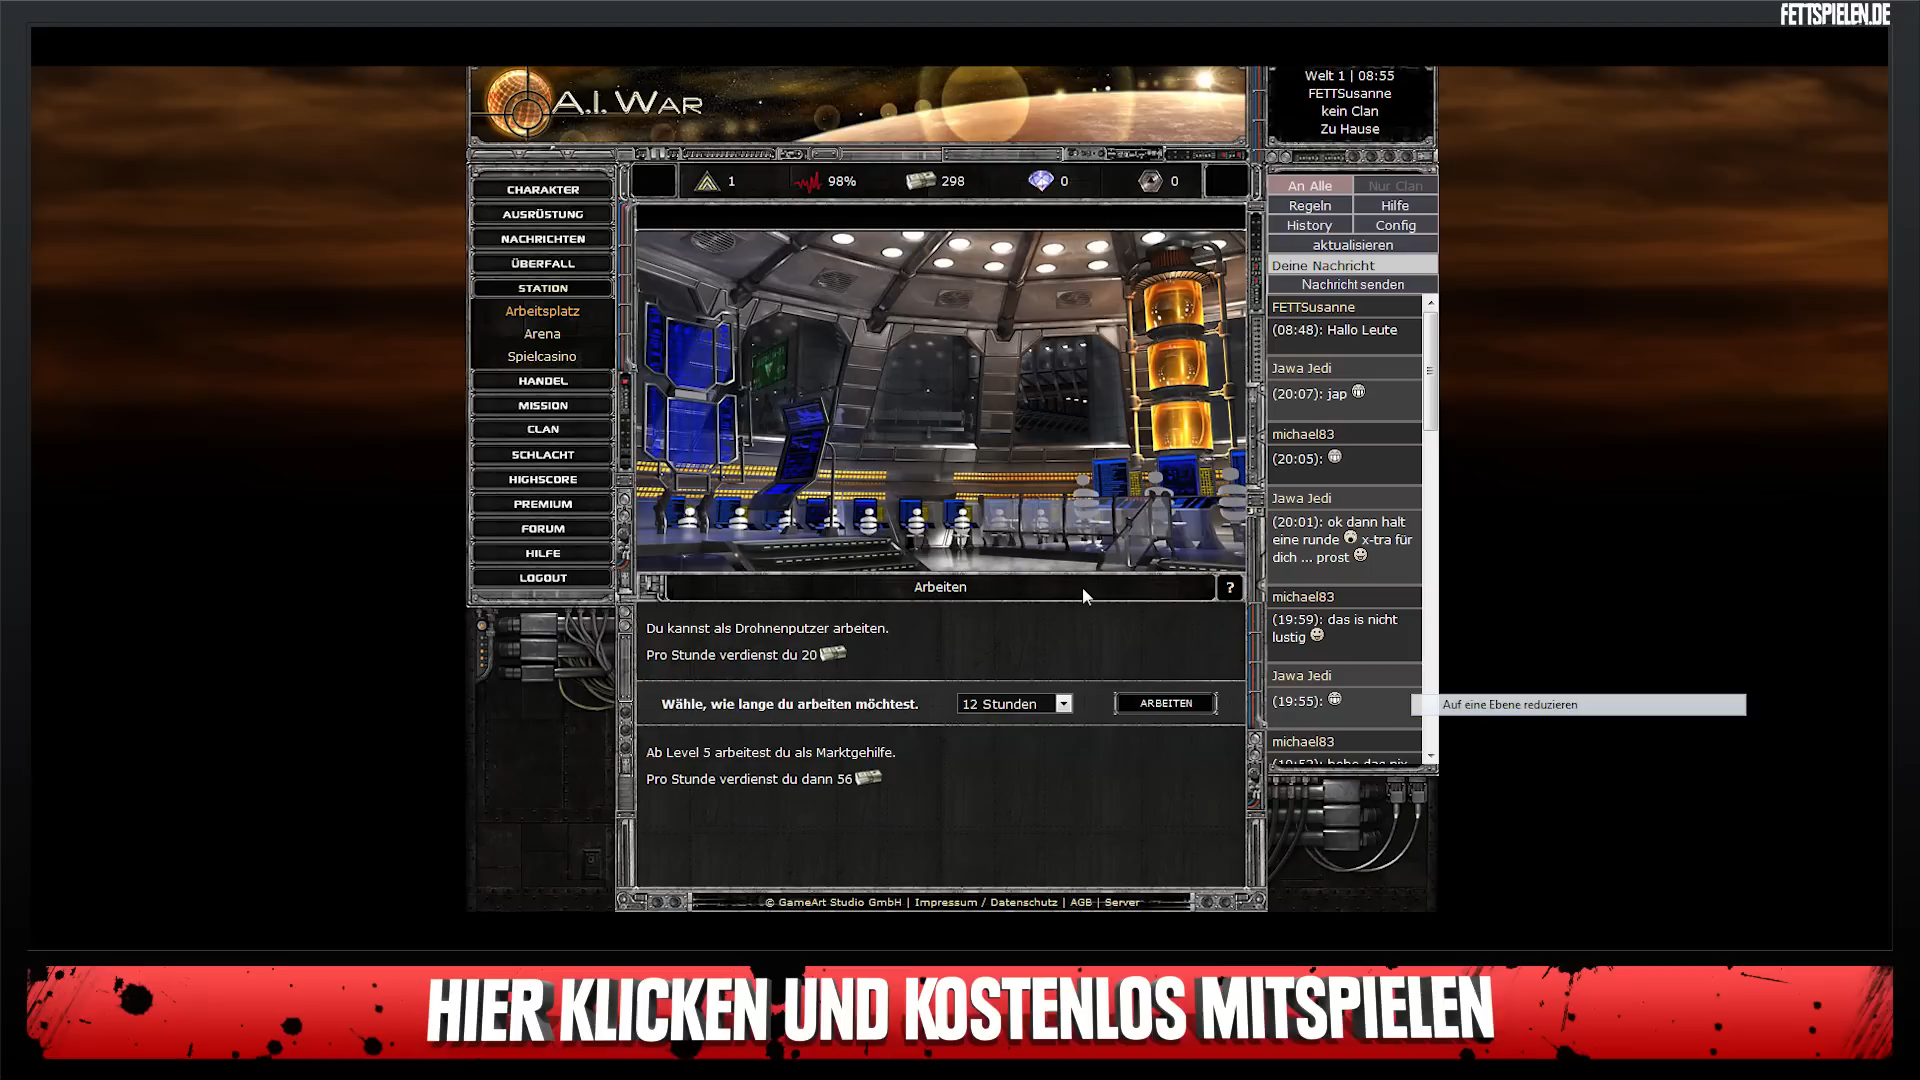 FETTSPIELEN.DE
A.I. WAR
Welt 1 | 08:55
FETTSusanne
kein Clan
Zu Hause
1
98%
298
0
0
CHARAKTER
AUSRÜSTUNG
NACHRICHTEN
ÜBERFALL
STATION
Arbeitsplatz
Arena
Spielcasino
HANDEL
MISSION
CLAN
SCHLACHT
HIGHSCORE
PREMIUM
FORUM
HILFE
LOGOUT
Arbeiten
?
Du kannst als Drohnenputzer arbeiten.
Pro Stunde verdienst du 20
Wähle, wie lange du arbeiten möchtest.
12 Stunden
ARBEITEN
Ab Level 5 arbeitest du als Marktgehilfe.
Pro Stunde verdienst du dann 56
© GameArt Studio GmbH | Impressum / Datenschutz | AGB | Server
An Alle
Nur Clan
Regeln
Hilfe
History
Config
aktualisieren
Deine Nachricht
Nachricht senden
FETTSusanne
(08:48): Hallo Leute
Jawa Jedi
(20:07): jap
michael83
(20:05):
Jawa Jedi
(20:01): ok dann halt
eine runde x-tra für
dich ... prost
michael83
(19:59): das is nicht
lustig
Jawa Jedi
(19:55):
michael83
Auf eine Ebene reduzieren
HIER KLICKEN UND KOSTENLOS MITSPIELEN